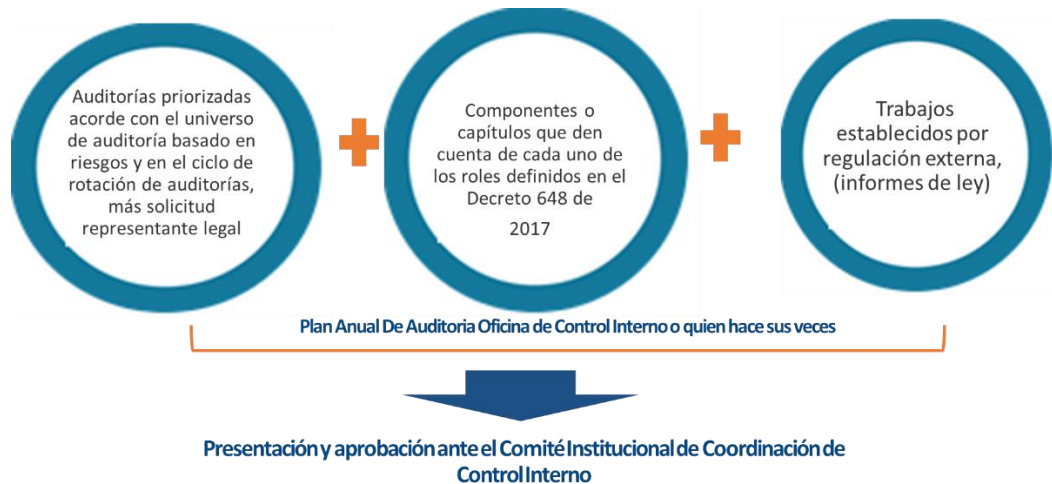 Auditorías priorizadas
acorde con el universo
de auditoría basado en
riesgos y en el ciclo de
rotación de auditorías,
más solicitud
representante legal
Componentes o
capítulos que den
cuenta de cada uno de
los roles definidos en el
Decreto 648 de
2017
Trabajos
establecidos por
regulación externa,
(informes de ley)
Plan Anual De Auditoria Oficina de Control Interno o quien hace sus veces
Presentación y aprobación ante el Comité Institucional de Coordinación de
Control Interno